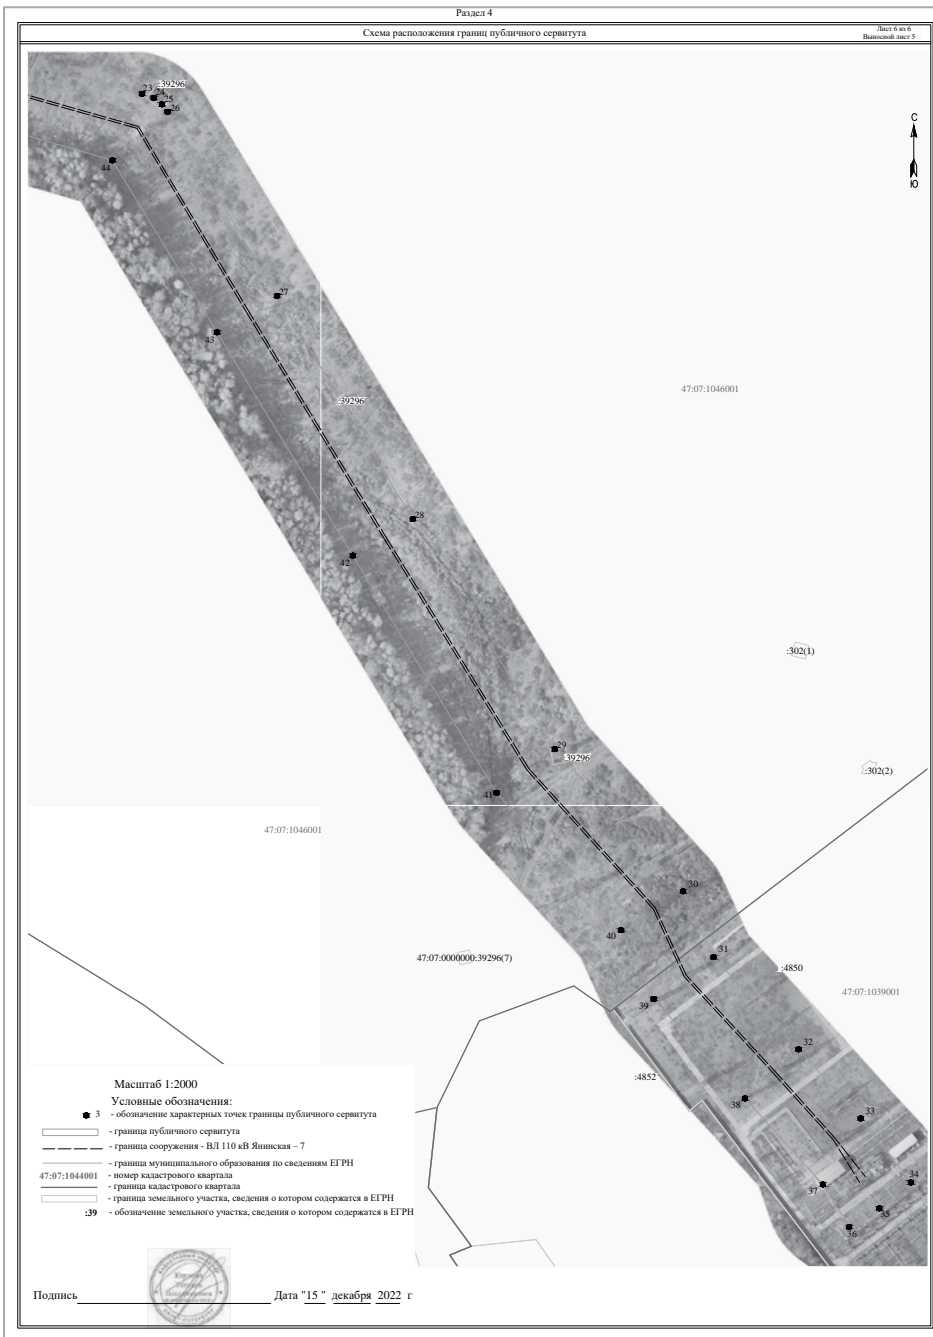 Раздел 4
Схема расположения границ публичного сервитута
Лист 6 из 6
Выносной лист 5
:39296
23
24
25
26
С
Ю
44
27
43
47:07:1046001
:39296
28
42
:302(1)
29
:39296
:302(2)
41
47:07:1046001
30
40
31
47:07:0000000:39296(7)
:4850
47:07:1039001
39
32
:4852
38
33
34
37
35
36
Масштаб 1:2000
Условные обозначения:
3 - обозначение характерных точек границы публичного сервитута
- граница публичного сервитута
- граница сооружения - ВЛ 110 кВ Янинская – 7
- граница муниципального образования по сведениям ЕГРН
47:07:1044001 - номер кадастрового квартала
- граница кадастрового квартала
- граница земельного участка, сведения о котором содержатся в ЕГРН
:39 - обозначение земельного участка, сведения о котором содержатся в ЕГРН
Подпись Дата "15 " декабря 2022 г